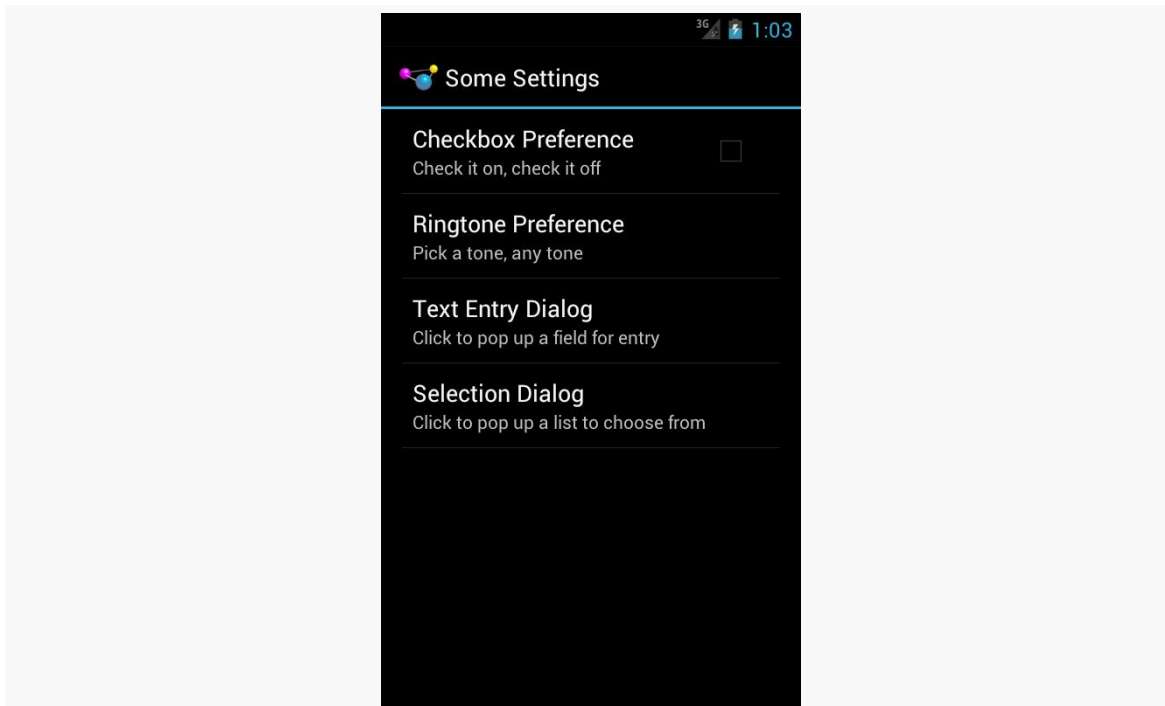 3G 1:03
Some Settings
Checkbox Preference
Check it on, check it off
Ringtone Preference
Pick a tone, any tone
Text Entry Dialog
Click to pop up a field for entry
Selection Dialog
Click to pop up a list to choose from